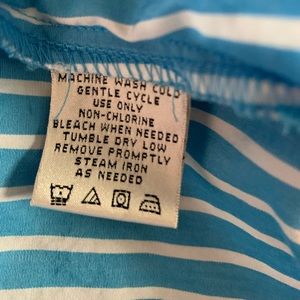 MACHINE WASH COLD
GENTLE CYCLE
USE ONLY
NON-CHLORINE
BLEACH WHEN NEEDED
TUMBLE DRY LOW
REMOVE PROMPTLY
STEAM IRON
AS NEEDED